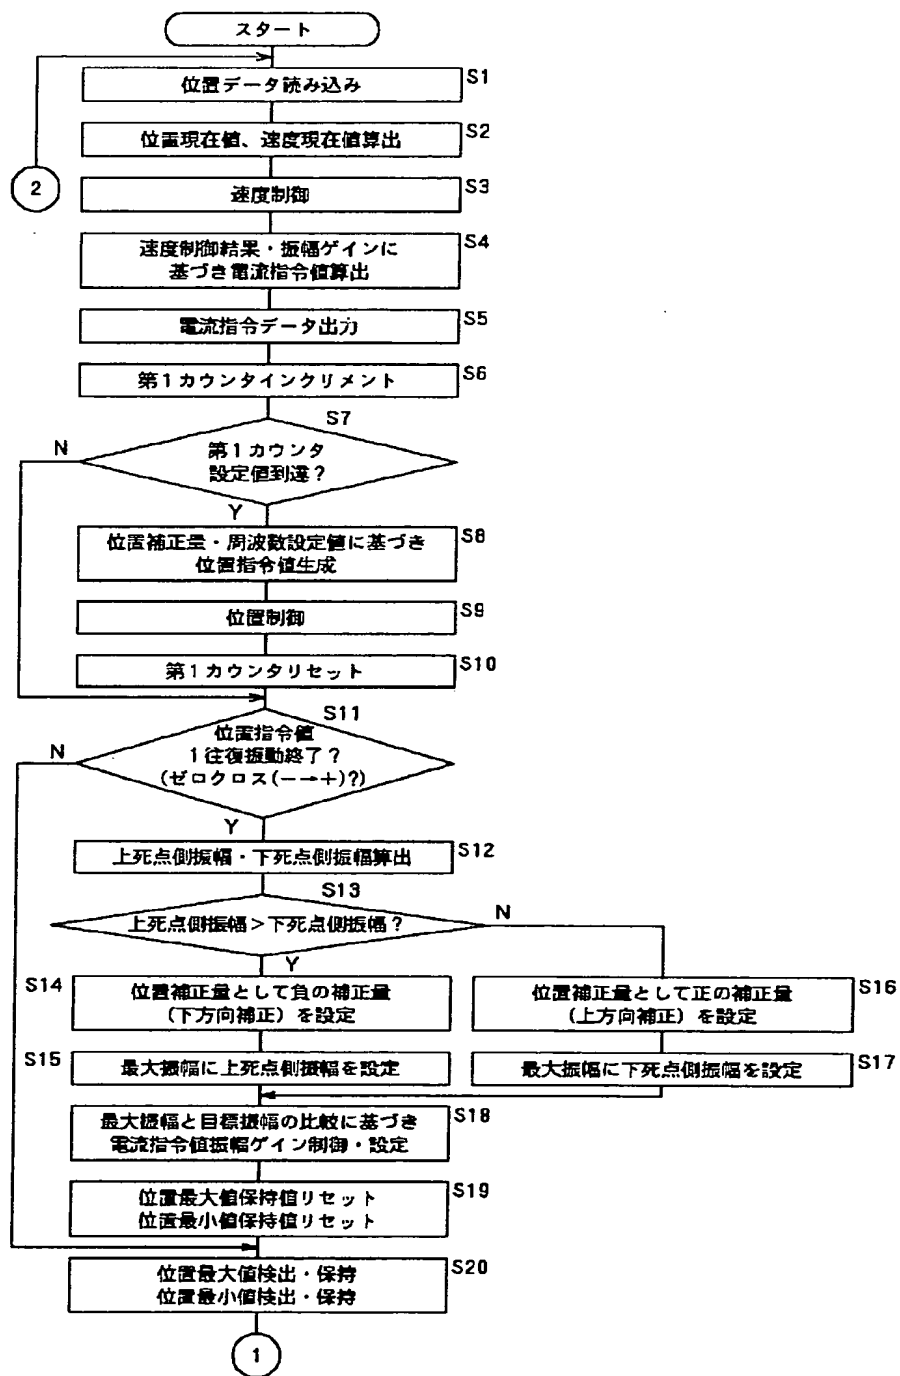 スタート
位置データ読み込み
S1
位置現在値、速度現在値算出
S2
2
速度制御
S3
速度制御結果・振幅ゲインに
基づき電流指令値算出
S4
電流指令データ出力
S5
第1カウンタインクリメント
S6
S7
N
第1カウンタ
設定値到達？
Y
位置補正量・周波数設定値に基づき
位置指令値生成
S8
位置制御
S9
第1カウンタリセット
S10
S11
N
位置指令値
1往復振動終了？
(ゼロクロス(ー→＋)？)
Y
上死点側振幅・下死点側振幅算出
S12
S13
上死点側振幅＞下死点側振幅？
N
Y
S14
位置補正量として負の補正量
（下方向補正）を設定
位置補正量として正の補正量
（上方向補正）を設定
S16
S15
最大振幅に上死点側振幅を設定
最大振幅に下死点側振幅を設定
S17
最大振幅と目標振幅の比較に基づき
電流指令値振幅ゲイン制御・設定
S18
位置最大値保持値リセット
位置最小値保持値リセット
S19
位置最大値検出・保持
位置最小値検出・保持
S20
1